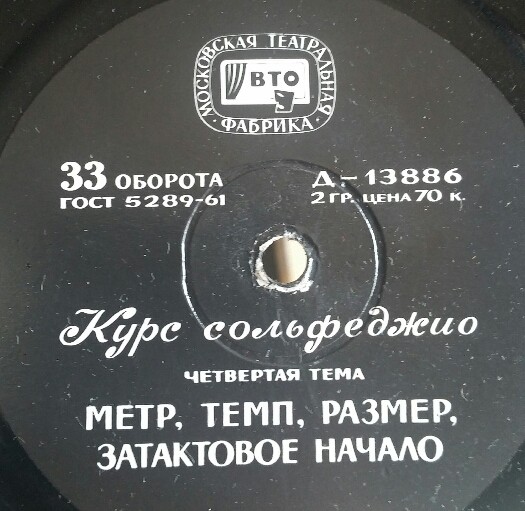 МОСКОВСКАЯ ТЕАТРАЛЬНАЯ
ВТО
· ФАБРИКА ·
33 ОБОРОТА
ГОСТ 5289-61
Д-13886
2 ГР. ЦЕНА 70 К.
Курс сольфеджио
ЧЕТВЕРТАЯ ТЕМА
МЕТР, ТЕМП, РАЗМЕР,
ЗАТАКТОВОЕ НАЧАЛО